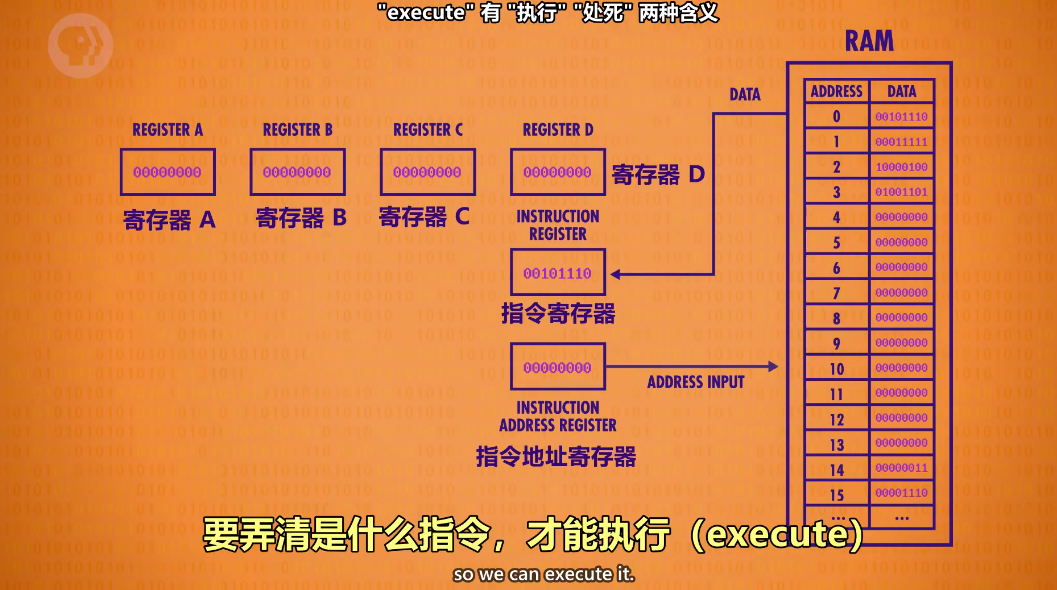 "execute" 有 "执行" "处死" 两种含义
RAM
DATA
ADDRESS DATA
0 00101110
1 00011111
2 10000100
3 01001101
4 00000000
5 00000000
6 00000000
7 00000000
8 00000000
9 00000000
10 00000000
11 00000000
12 00000000
13 00000000
14 00000011
15 00001110
... ...
REGISTER A REGISTER B REGISTER C REGISTER D
00000000 00000000 00000000 00000000 寄存器 D
寄存器 A 寄存器 B 寄存器 C
INSTRUCTION
REGISTER
00101110
指令寄存器
00000000
ADDRESS INPUT
INSTRUCTION
ADDRESS REGISTER
指令地址寄存器
要弄清是什么指令，才能执行（execute）
so we can execute it.